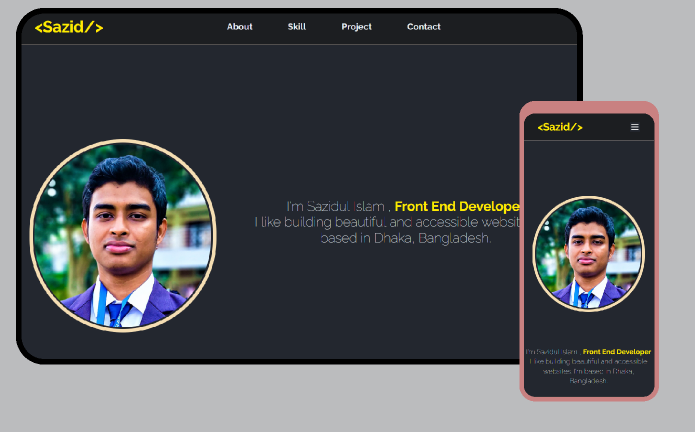 <Sazid/>
About Skill Project Contact
I'm Sazidul Islam , Front End Develope
I like building beautiful and accessible websit
based in Dhaka, Bangladesh.
<Sazid/>
I'm Sazidul Islam , Front End Developer
I like building beautiful and accessible
websites. I'm based in Dhaka,
Bangladesh.